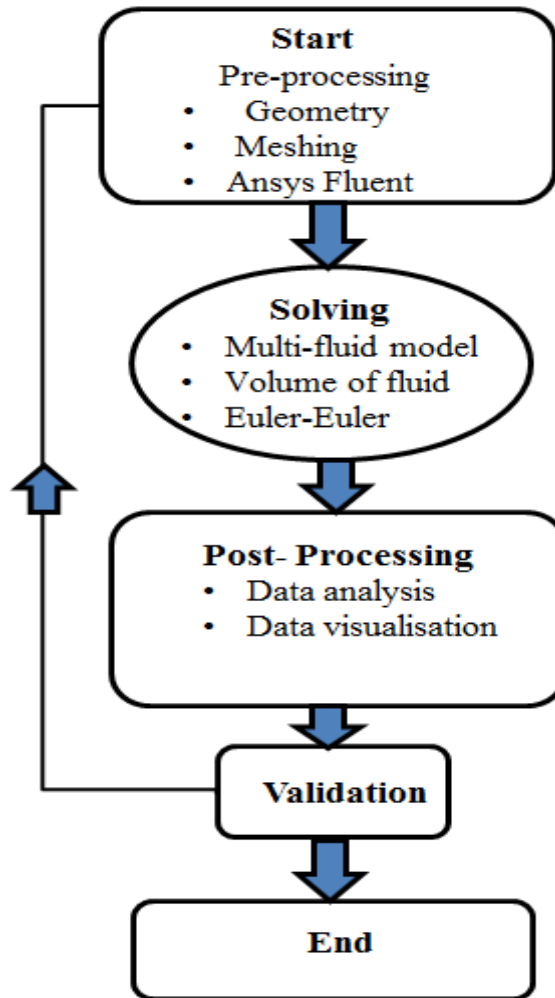 Start
Pre-processing
• Geometry
• Meshing
• Ansys Fluent
Solving
• Multi-fluid model
• Volume of fluid
• Euler-Euler
Post- Processing
• Data analysis
• Data visualisation
Validation
End